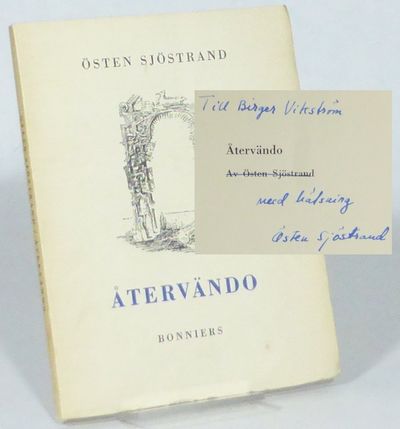 ÖSTEN SJÖSTRAND
ÅTERVÄNDO
BONNIERS
Till Birger Vikström
Återvändo
Av Östen Sjöstrand
med hälsning
Östen Sjöstrand